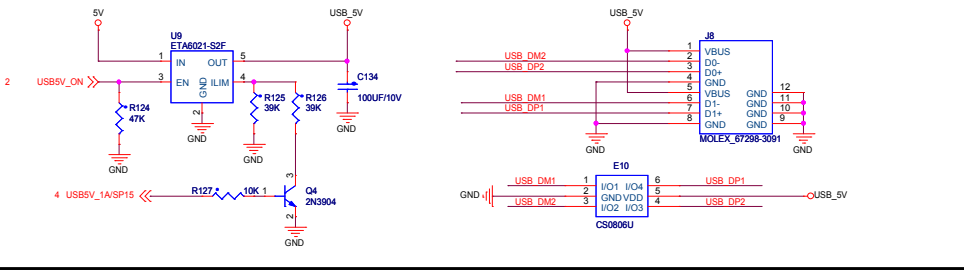 5V
USB_5V
U9
ETA6021-S2F
1 IN OUT 5
2 USB5V_ON 3 EN GND ILIM 4
2
C134
100UF/10V
R124
47K
R125
39K
R126
39K
GND
GND
GND
GND
4 USB5V_1A/SP15 R127 10K 1
3
Q4
2N3904
2
GND
USB_5V
J8
1 VBUS
USB_DM2 2 D0-
USB_DP2 3 D0+
4 GND
5 VBUS GND 12
USB_DM1 6 D1- GND 11
USB_DP1 7 D1+ GND 10
8 GND GND 9
MOLEX_67298-3091
GND
GND
E10
USB_DM1 1 I/O1 I/O4 6 USB_DP1
GND 2 GND VDD 5 USB_5V
USB_DM2 3 I/O2 I/O3 4 USB_DP2
CS0806U